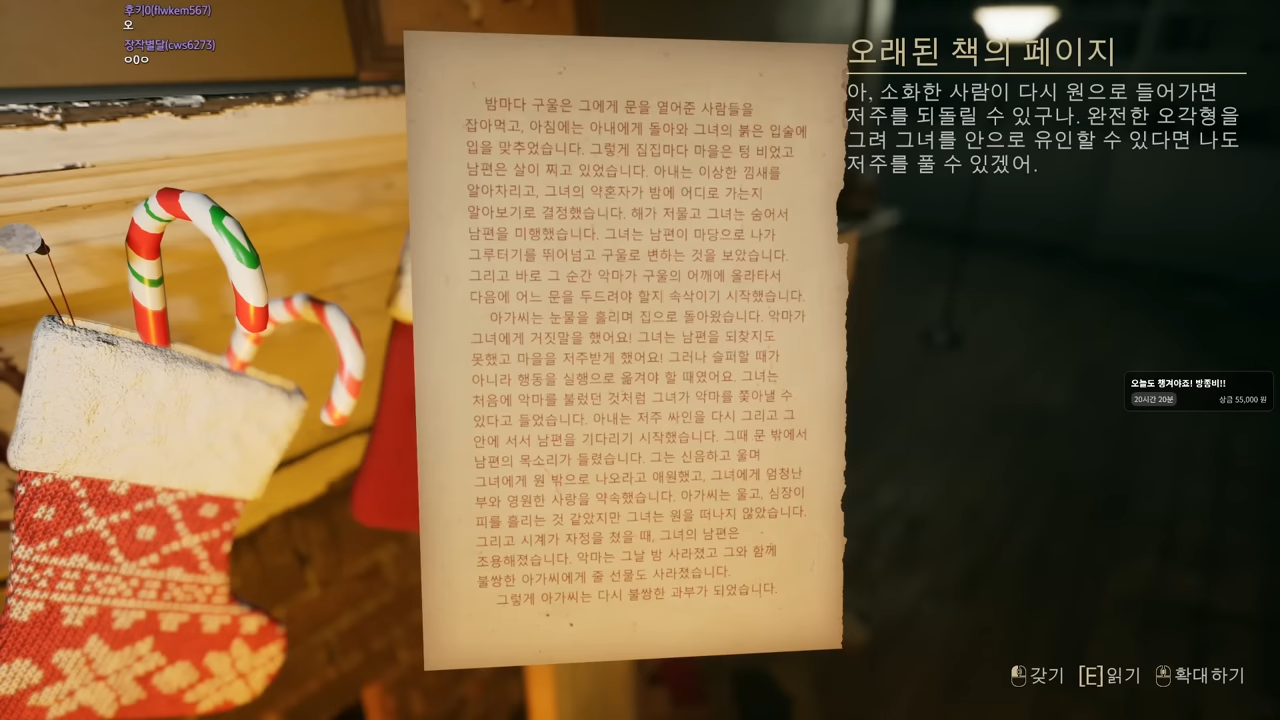 후키0(flwkem567)
오
장작별달(cws6273)
ㅇ0ㅇ
밤마다 구울은 그에게 문을 열어준 사람들을
잡아먹고, 아침에는 아내에게 돌아와 그녀의 붉은 입술에
입을 맞추었습니다. 그렇게 집집마다 마을은 텅 비었고
남편은 살이 찌고 있었습니다. 아내는 이상한 낌새를
알아차리고, 그녀의 약혼자가 밤에 어디로 가는지
알아보기로 결정했습니다. 해가 저물고 그녀는 숨어서
남편을 미행했습니다. 그녀는 남편이 마당으로 나가
그루터기를 뛰어넘고 구울로 변하는 것을 보았습니다.
그리고 바로 그 순간 악마가 구울의 어깨에 올라타서
다음에 어느 문을 두드려야 할지 속삭이기 시작했습니다.
아가씨는 눈물을 흘리며 집으로 돌아왔습니다. 악마가
그녀에게 거짓말을 했어요! 그녀는 남편을 되찾지도
못했고 마을을 저주받게 했어요! 그러나 슬퍼할 때가
아니라 행동을 실행으로 옮겨야 할 때였어요. 그녀는
처음에 악마를 불렀던 것처럼 그녀가 악마를 쫓아낼 수
있다고 들었습니다. 아내는 저주 싸인을 다시 그리고 그
안에 서서 남편을 기다리기 시작했습니다. 그때 문 밖에서
남편의 목소리가 들렸습니다. 그는 신음하고 울며
그녀에게 원 밖으로 나오라고 애원했고, 그녀에게 엄청난
부와 영원한 사랑을 약속했습니다. 아가씨는 울고, 심장이
피를 흘리는 것 같았지만 그녀는 원을 떠나지 않았습니다.
그리고 시계가 자정을 쳤을 때, 그녀의 남편은
조용해졌습니다. 악마는 그날 밤 사라졌고 그와 함께
불쌍한 아가씨에게 줄 선물도 사라졌습니다.
그렇게 아가씨는 다시 불쌍한 과부가 되었습니다.
오래된 책의 페이지
아, 소화한 사람이 다시 원으로 들어가면
저주를 되돌릴 수 있구나. 완전한 오각형을
그려 그녀를 안으로 유인할 수 있다면 나도
저주를 풀 수 있겠어.
오늘도 챙겨야죠! 방종비!!
20시간 20분 상금 55,000 원
갖기 [E]읽기 확대하기